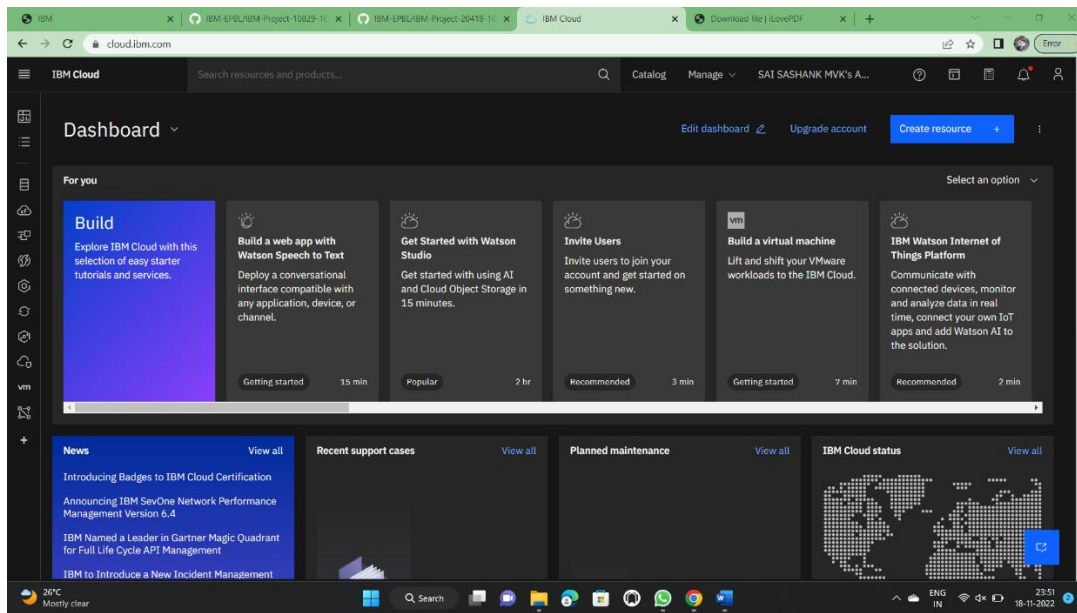 IBM
IBM-EPBL/IBM-Project-10829-16
IBM-EPBL/IBM-Project-20418-16
IBM Cloud
Download file | iLovePDF
cloud.ibm.com
Error
IBM Cloud
Search resources and products...
Catalog
Manage
SAI SASHANK MVK's A...
Dashboard
Edit dashboard
Upgrade account
Create resource +
For you
Select an option
Build
Explore IBM Cloud with this
selection of easy starter
tutorials and services.
Build a web app with
Watson Speech to Text
Deploy a conversational
interface compatible with
any application, device, or
channel.
Getting started
15 min
Get Started with Watson
Studio
Get started with using AI
and Cloud Object Storage in
15 minutes.
Popular
2 hr
Invite Users
Invite users to join your
account and get started on
something new.
Recommended
3 min
vm
Build a virtual machine
Lift and shift your VMware
workloads to the IBM Cloud.
Getting started
7 min
IBM Watson Internet of
Things Platform
Communicate with
connected devices, monitor
and analyze data in real
time, connect your own IoT
apps and add Watson AI to
the solution.
Recommended
2 min
vm
News
View all
Introducing Badges to IBM Cloud Certification
Announcing IBM SevOne Network Performance
Management Version 6.4
IBM Named a Leader in Gartner Magic Quadrant
for Full Life Cycle API Management
IBM to Introduce a New Incident Management
Recent support cases
View all
Planned maintenance
View all
IBM Cloud status
View all
26°C
Mostly clear
Search
ENG
IN
23:51
18-11-2022